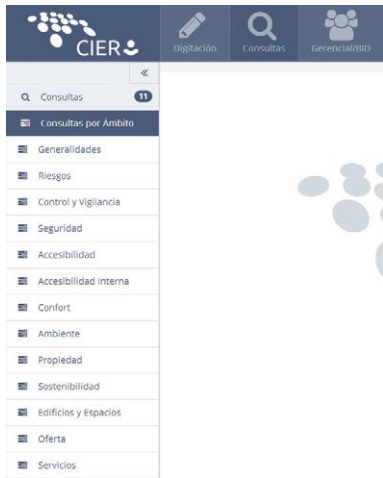 CIER
Digitación
Consultas
Gerencial/BID
«
Consultas 11
Consultas por Ámbito
Generalidades
Riesgos
Control y Vigilancia
Seguridad
Accesibilidad
Accesibilidad Interna
Confort
Ambiente
Propiedad
Sostenibilidad
Edificios y Espacios
Oferta
Servicios